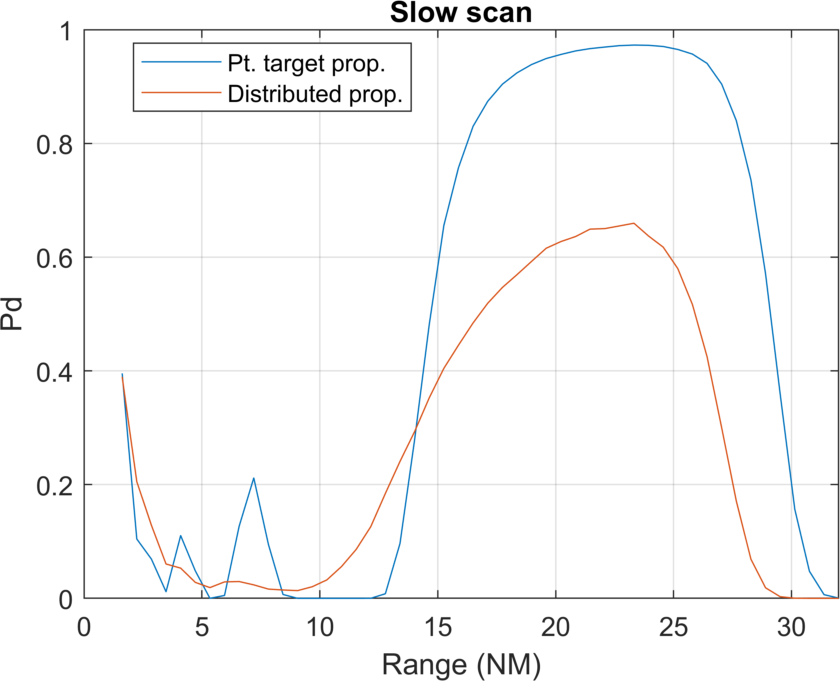 Slow scan
Pt. target prop.
Distributed prop.
Pd
1
0.8
0.6
0.4
0.2
0
0 5 10 15 20 25 30
Range (NM)